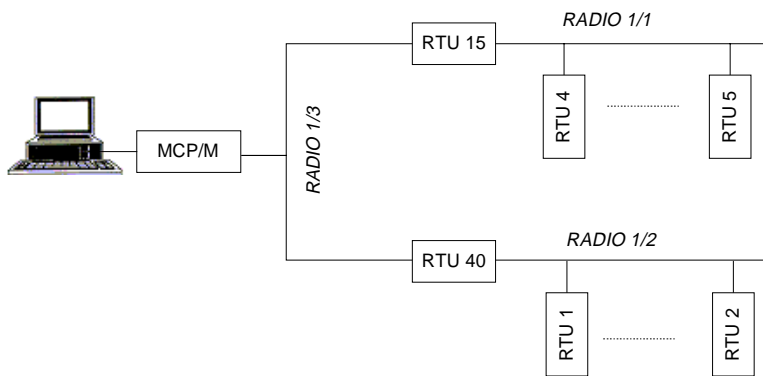 RADIO 1/1
RTU 15
RTU 4
RTU 5
RADIO 1/3
MCP/M
RADIO 1/2
RTU 40
RTU 1
RTU 2